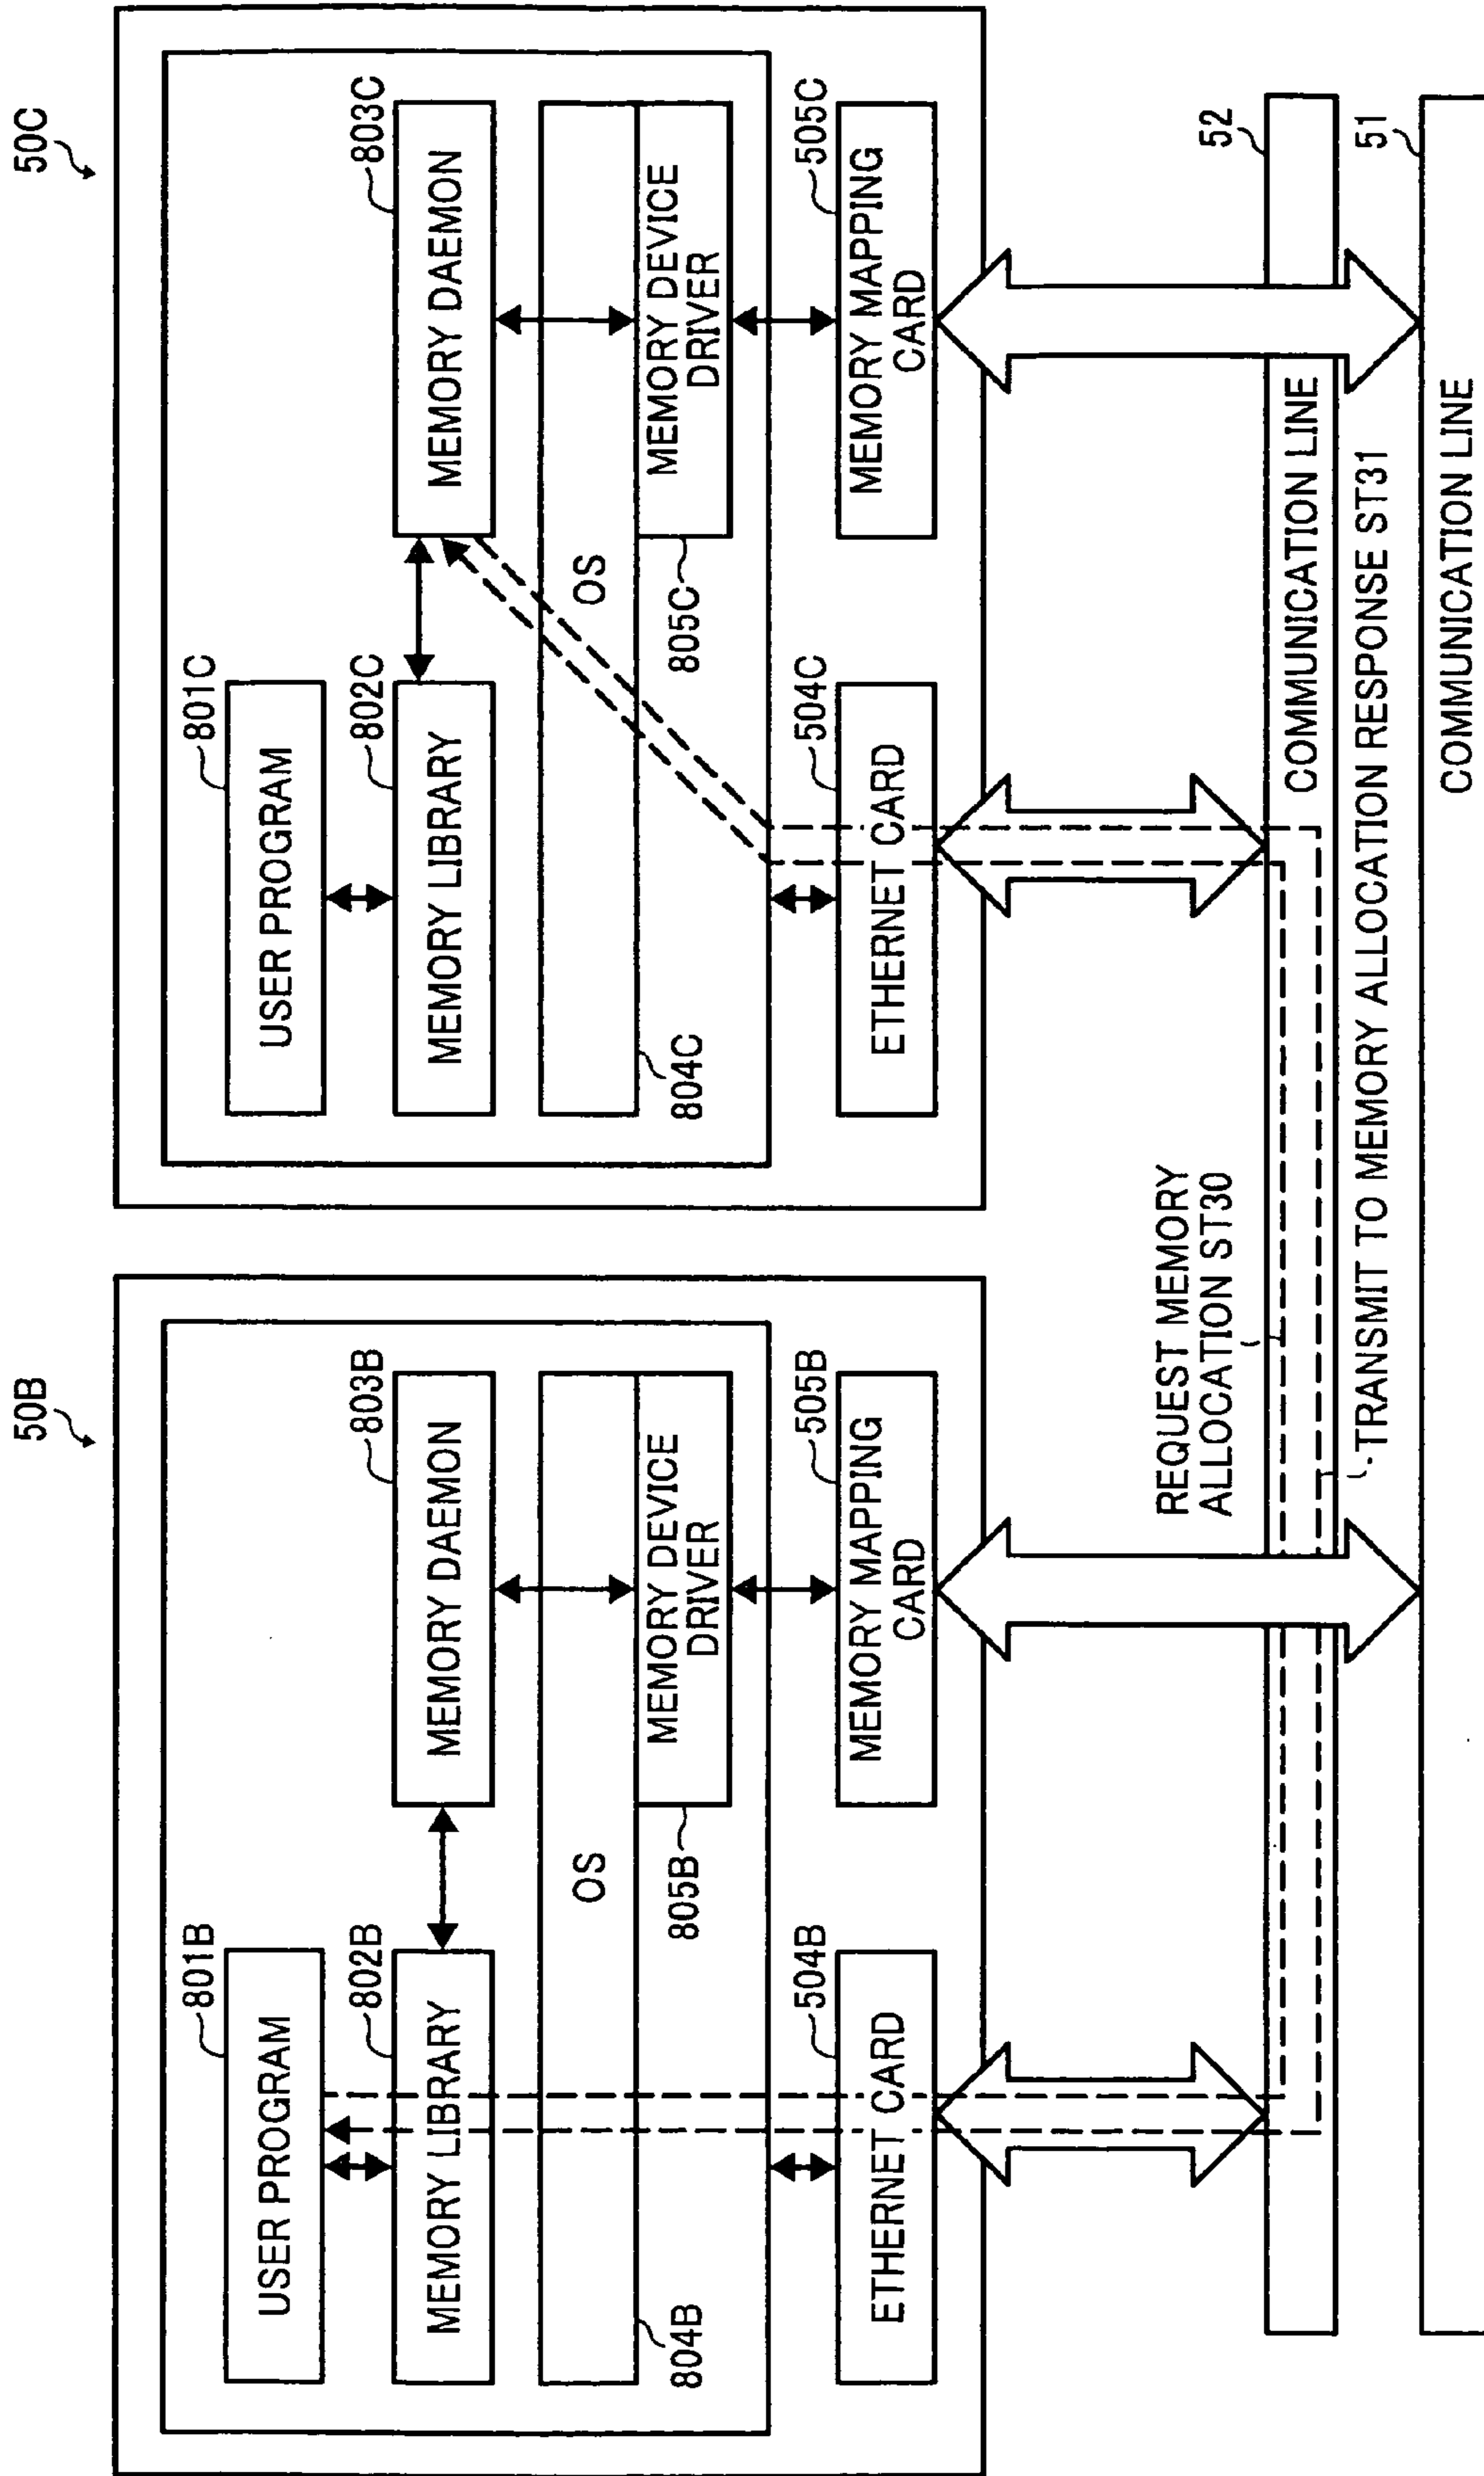 50B
801B
USER PROGRAM
802B
MEMORY LIBRARY
803B
MEMORY DAEMON
OS
804B
MEMORY DEVICE
DRIVER
805B
504B
ETHERNET CARD
505B
MEMORY MAPPING
CARD
50C
801C
USER PROGRAM
802C
MEMORY LIBRARY
803C
MEMORY DAEMON
OS
804C
MEMORY DEVICE
DRIVER
805C
504C
ETHERNET CARD
505C
MEMORY MAPPING
CARD
REQUEST MEMORY
ALLOCATION ST30
52
COMMUNICATION LINE
TRANSMIT TO MEMORY ALLOCATION RESPONSE ST31
51
COMMUNICATION LINE